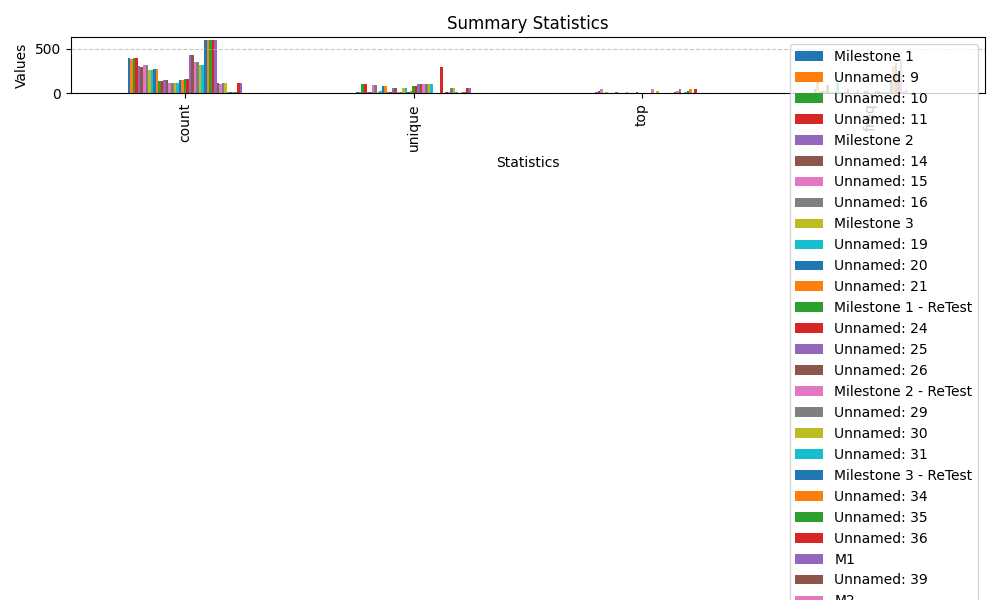 Summary Statistics
Values
500
0
count
unique
top
freq
Statistics
Milestone 1
Unnamed: 9
Unnamed: 10
Unnamed: 11
Milestone 2
Unnamed: 14
Unnamed: 15
Unnamed: 16
Milestone 3
Unnamed: 19
Unnamed: 20
Unnamed: 21
Milestone 1 - ReTest
Unnamed: 24
Unnamed: 25
Unnamed: 26
Milestone 2 - ReTest
Unnamed: 29
Unnamed: 30
Unnamed: 31
Milestone 3 - ReTest
Unnamed: 34
Unnamed: 35
Unnamed: 36
M1
Unnamed: 39
M2